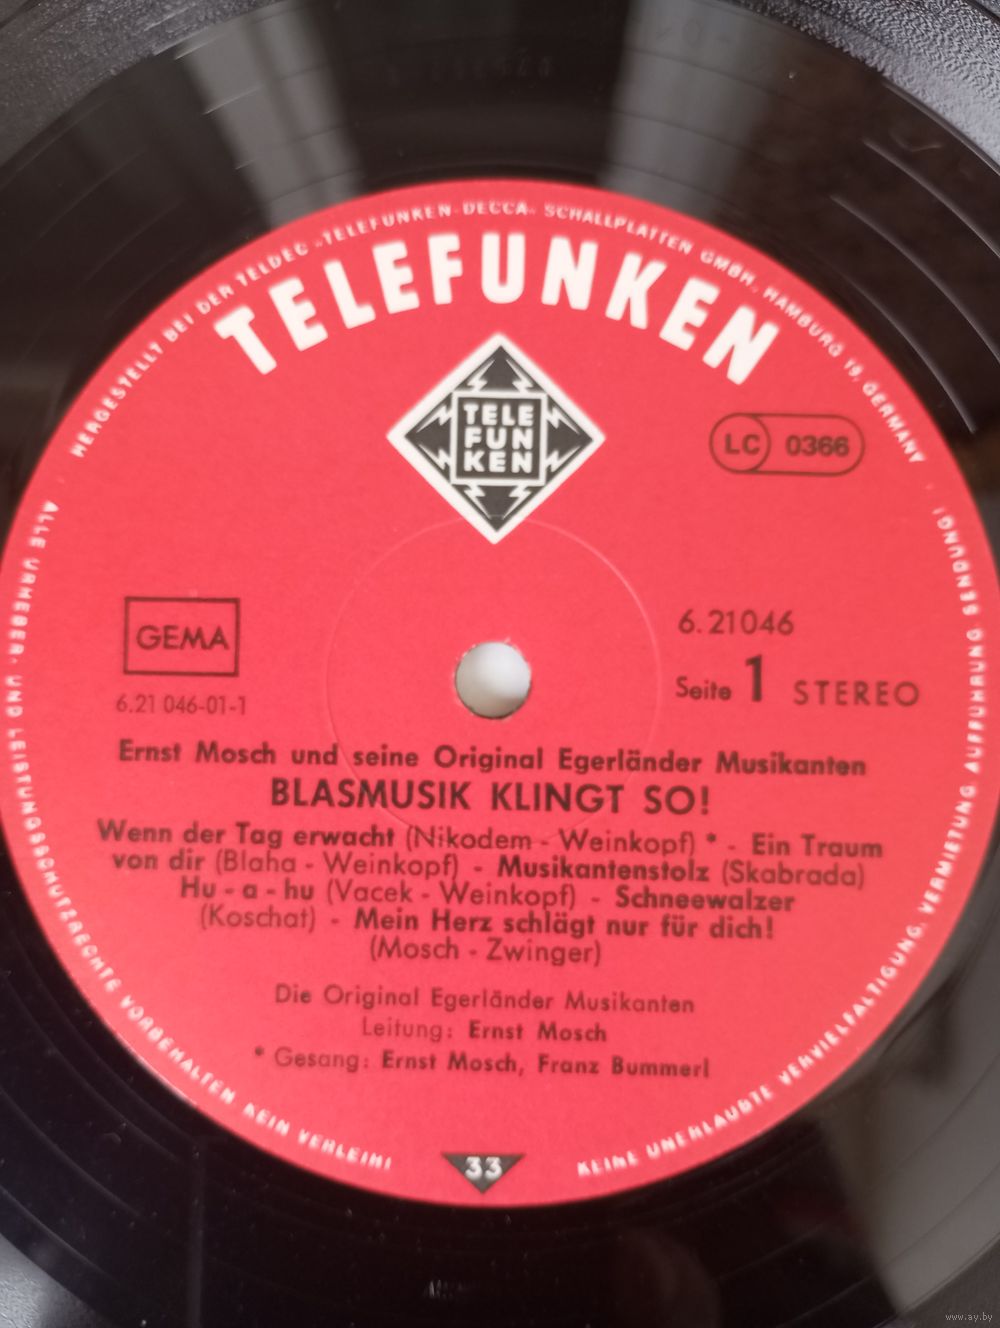 HERGESTELLT BEI DER TELDEC »TELEFUNKEN-DECCA« SCHALLPLATTEN GMBH, HAMBURG 19, GERMANY
TELEFUNKEN
TELE
FUN
KEN
LC 0366
GEMA
6.21 046-01-1
6.21046
Seite 1 STEREO
Ernst Mosch und seine Original Egerländer Musikanten
BLASMUSIK KLINGT SO!
Wenn der Tag erwacht (Nikodem - Weinkopf) * - Ein Traum
von dir (Blaha - Weinkopf) - Musikantenstolz (Skabrada)
Hu - a - hu (Vacek - Weinkopf) - Schneewalzer
(Koschat) - Mein Herz schlägt nur für dich!
(Mosch - Zwinger)
Die Original Egerländer Musikanten
Leitung: Ernst Mosch
* Gesang: Ernst Mosch, Franz Bummerl
33
ALLE URHEBER- UND LEISTUNGSSCHUTZRECHTE VORBEHALTEN KEIN VERLEIH!
KEINE UNERLAUBTE VERVIELFÄLTIGUNG, VERMIETUNG, AUFFÜHRUNG, SENDUNG!
www.ay.by